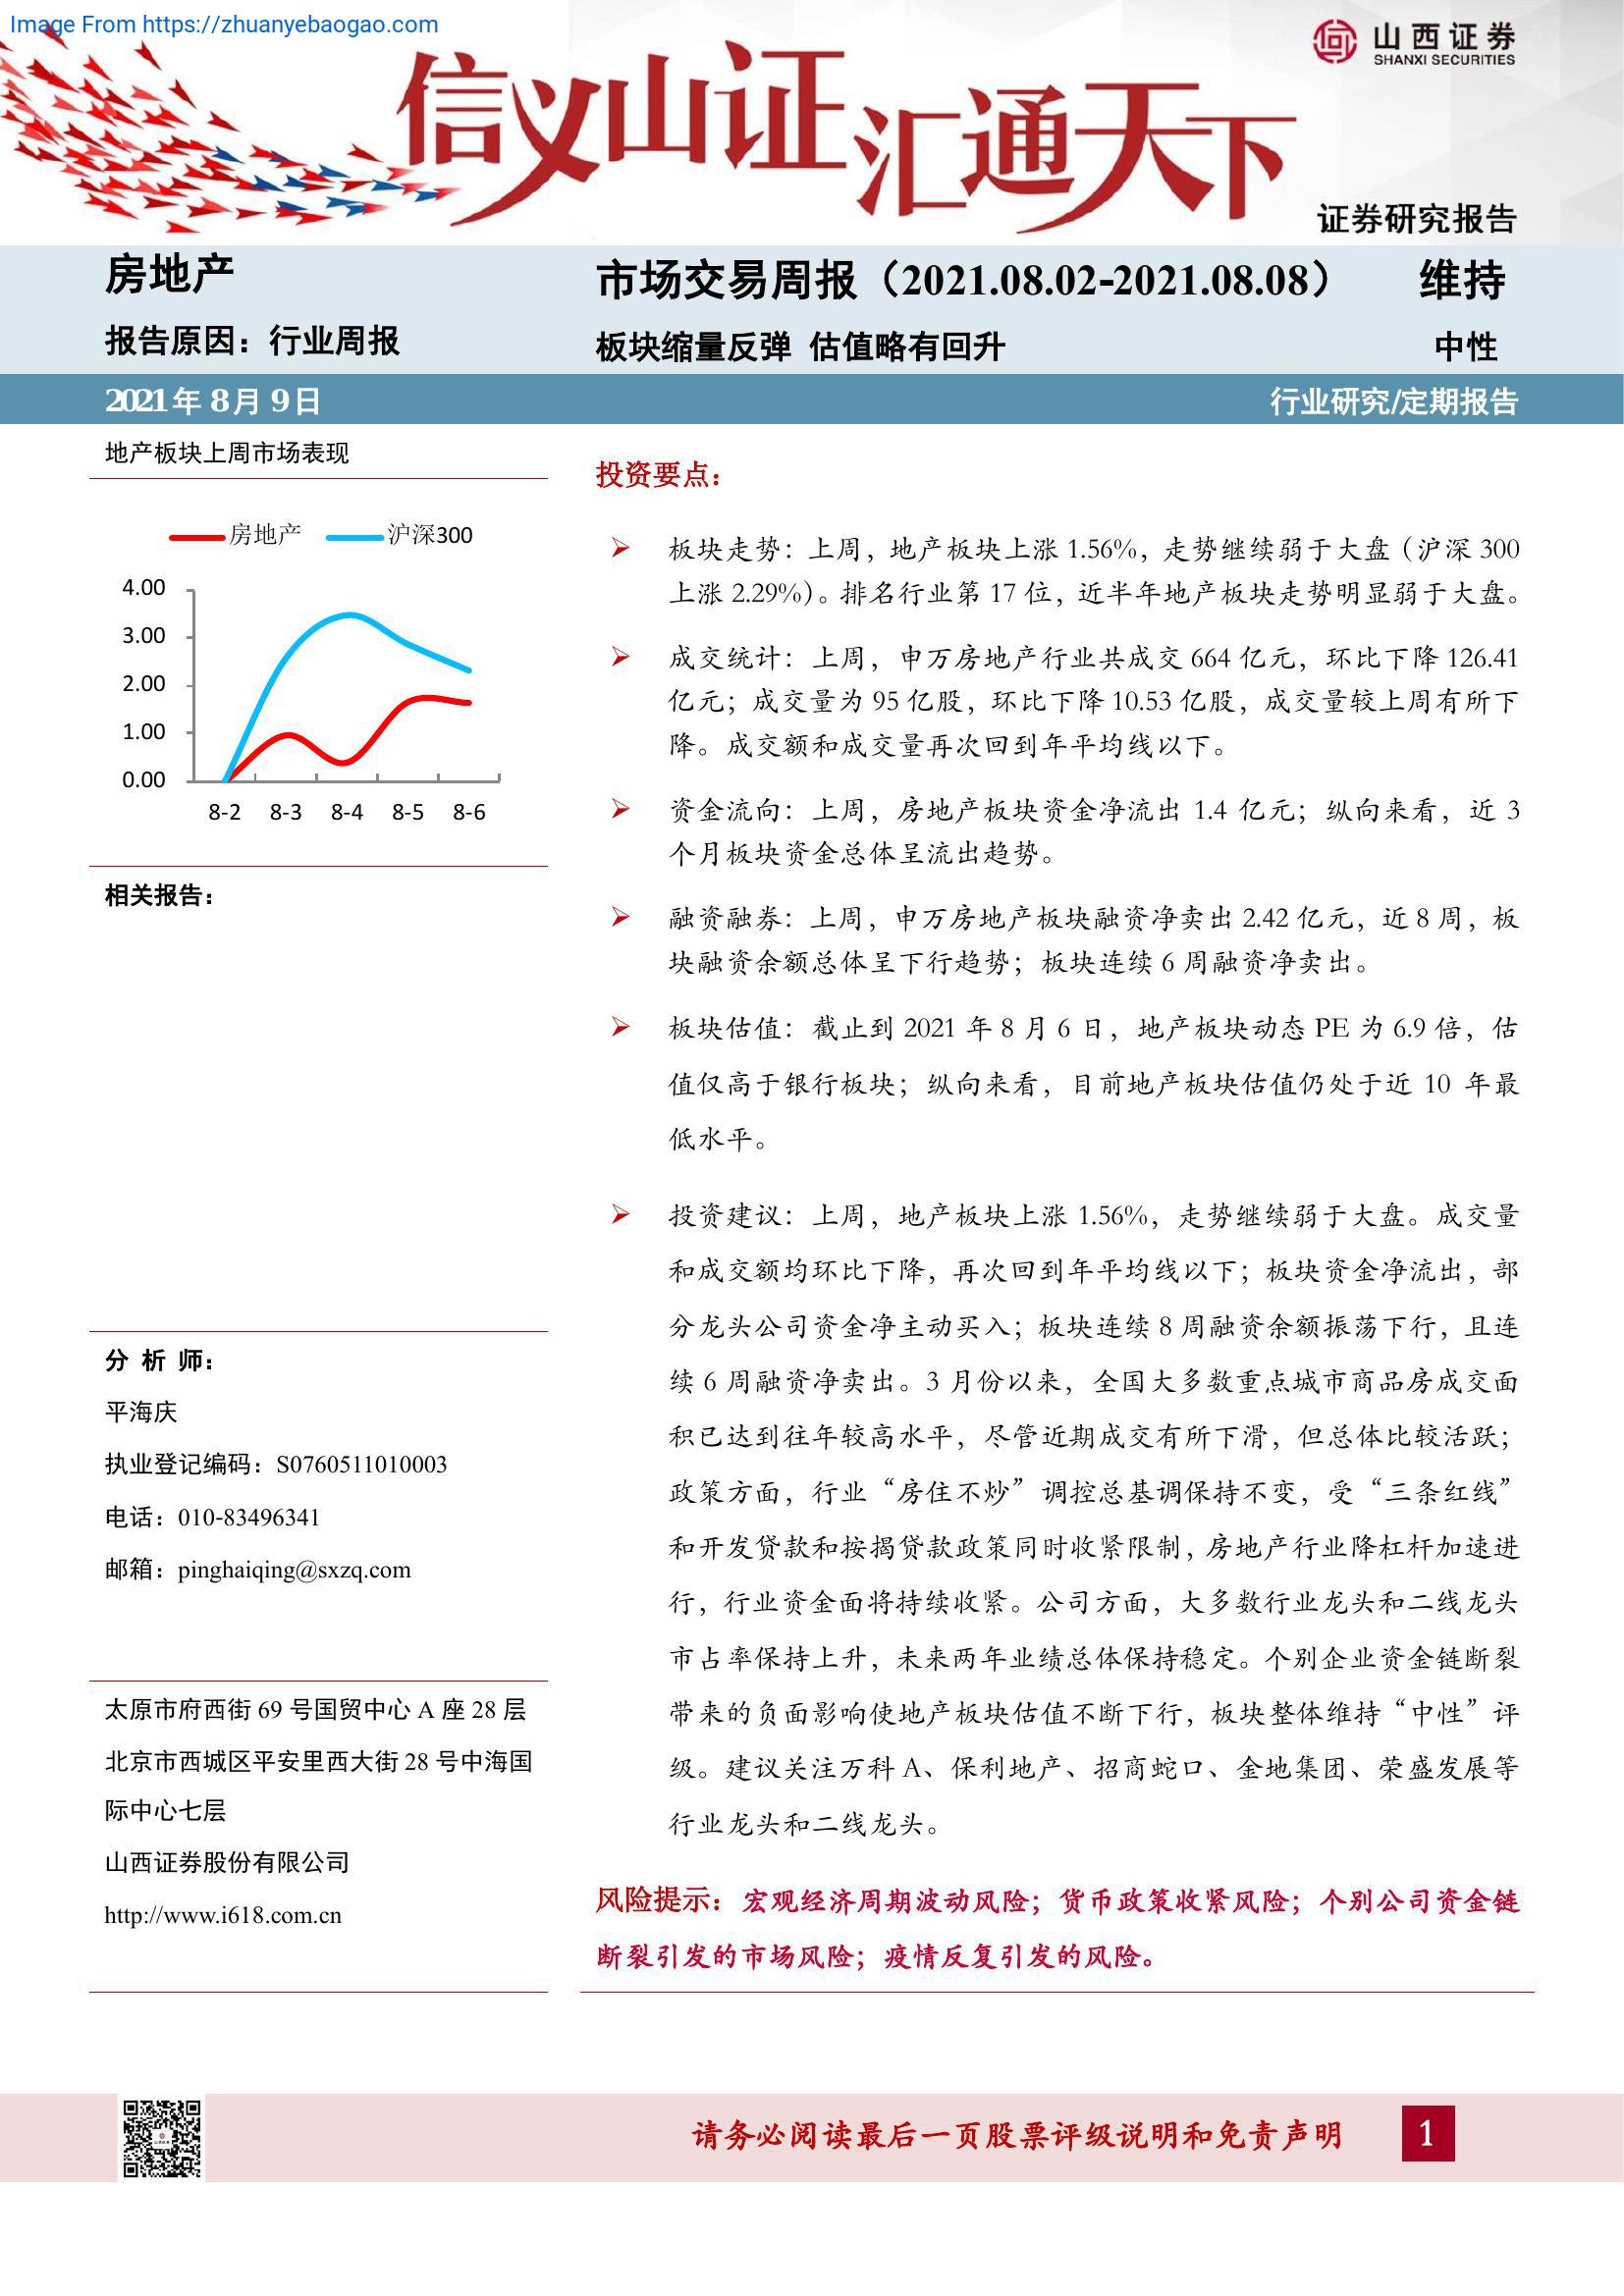 Image From https://zhuanyebaogao.com
山西证券
SHANXI SECURITIES
信义山证汇通天下
证券研究报告
房地产
报告原因：行业周报
市场交易周报（2021.08.02-2021.08.08）
维持
板块缩量反弹 估值略有回升
中性
2021年 8月 9日
行业研究/定期报告
地产板块上周市场表现
房地产 沪深300
4.00
3.00
2.00
1.00
0.00
8-2 8-3 8-4 8-5 8-6
相关报告：
分 析 师：
平海庆
执业登记编码：S0760511010003
电话：010-83496341
邮箱：pinghaiqing@sxzq.com
太原市府西街 69 号国贸中心 A 座 28 层
北京市西城区平安里西大街 28 号中海国
际中心七层
山西证券股份有限公司
http://www.i618.com.cn
投资要点：
板块走势：上周，地产板块上涨 1.56%，走势继续弱于大盘（沪深 300
上涨 2.29%）。排名行业第 17 位，近半年地产板块走势明显弱于大盘。
成交统计：上周，申万房地产行业共成交 664 亿元，环比下降 126.41
亿元；成交量为 95 亿股，环比下降 10.53 亿股，成交量较上周有所下
降。成交额和成交量再次回到年平均线以下。
资金流向：上周，房地产板块资金净流出 1.4 亿元；纵向来看，近 3
个月板块资金总体呈流出趋势。
融资融券：上周，申万房地产板块融资净卖出 2.42 亿元，近 8 周，板
块融资余额总体呈下行趋势；板块连续 6 周融资净卖出。
板块估值：截止到 2021 年 8 月 6 日，地产板块动态 PE 为 6.9 倍，估
值仅高于银行板块；纵向来看，目前地产板块估值仍处于近 10 年最
低水平。
投资建议：上周，地产板块上涨 1.56%，走势继续弱于大盘。成交量
和成交额均环比下降，再次回到年平均线以下；板块资金净流出，部
分龙头公司资金净主动买入；板块连续 8 周融资余额振荡下行，且连
续 6 周融资净卖出。3 月份以来，全国大多数重点城市商品房成交面
积已达到往年较高水平，尽管近期成交有所下滑，但总体比较活跃；
政策方面，行业“房住不炒”调控总基调保持不变，受“三条红线”
和开发贷款和按揭贷款政策同时收紧限制，房地产行业降杠杆加速进
行，行业资金面将持续收紧。公司方面，大多数行业龙头和二线龙头
市占率保持上升，未来两年业绩总体保持稳定。个别企业资金链断裂
带来的负面影响使地产板块估值不断下行，板块整体维持“中性”评
级。建议关注万科 A、保利地产、招商蛇口、金地集团、荣盛发展等
行业龙头和二线龙头。
风险提示：宏观经济周期波动风险；货币政策收紧风险；个别公司资金链
断裂引发的市场风险；疫情反复引发的风险。
请务必阅读最后一页股票评级说明和免责声明
1